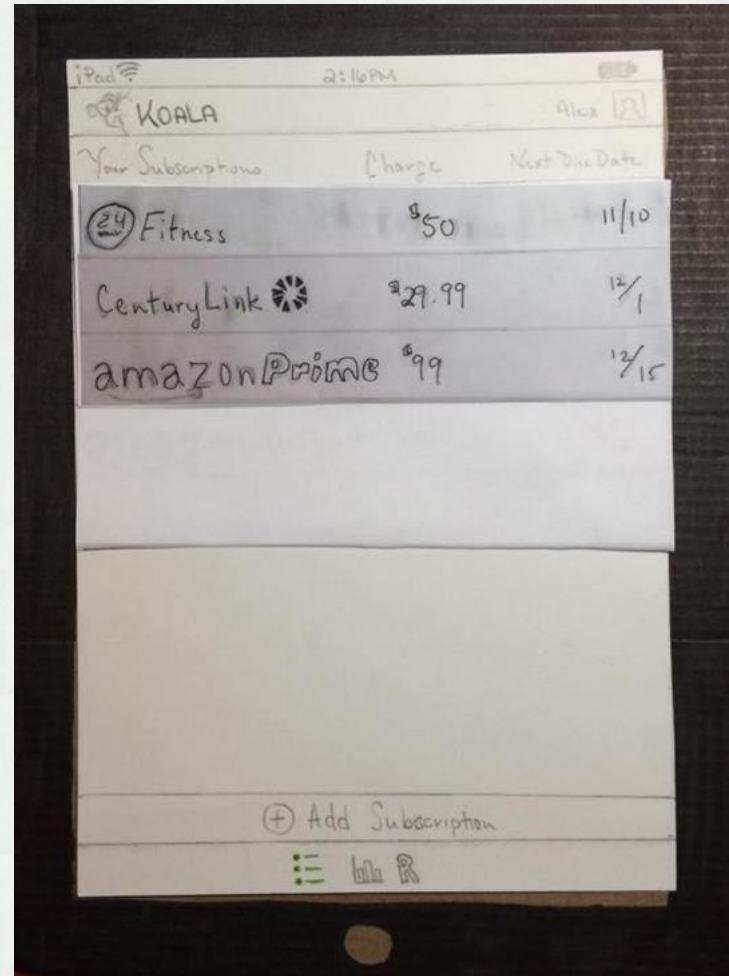 iPad 2:16PM
KOALA Alex
Your Subscriptions Charge Next Due Date
24 Fitness $50 11/10
CenturyLink $29.99 12/1
amazonPrime $99 12/15
+ Add Subscription
R